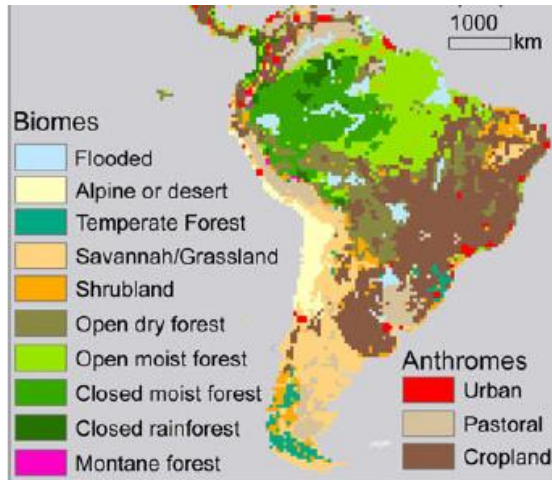 1000
km
Biomes
Flooded
Alpine or desert
Temperate Forest
Savannah/Grassland
Shrubland
Open dry forest
Open moist forest
Closed moist forest
Closed rainforest
Montane forest
Anthromes
Urban
Pastoral
Cropland